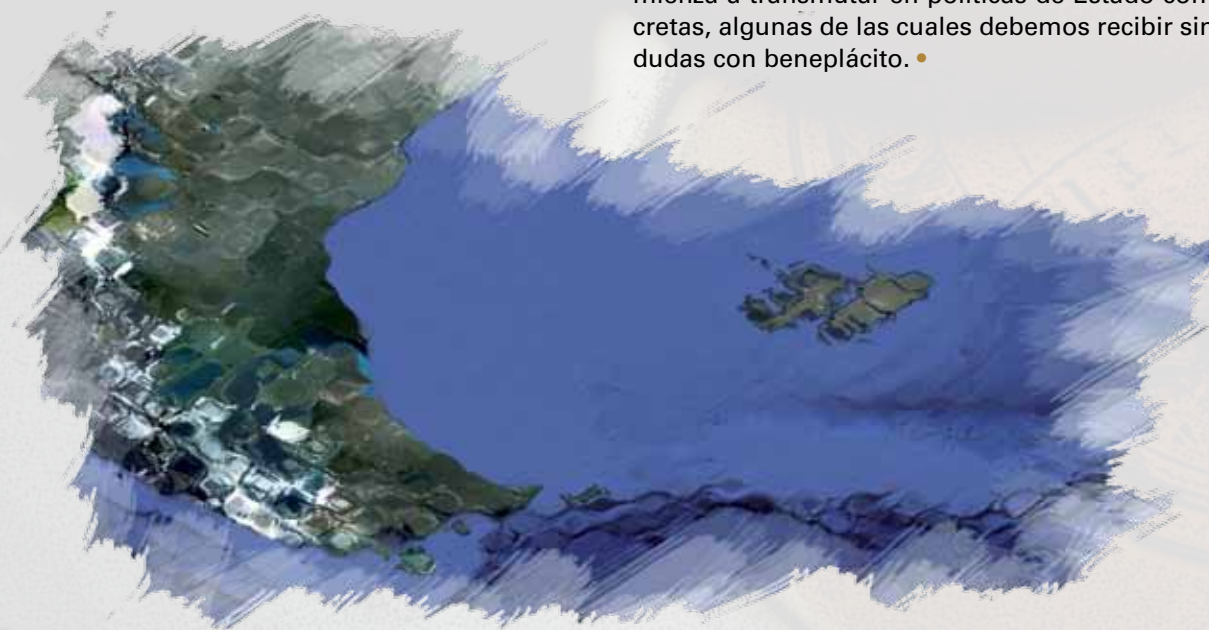 mienza a transmutar en políticas de Estado con-
cretas, algunas de las cuales debemos recibir sin
dudas con beneplácito. •